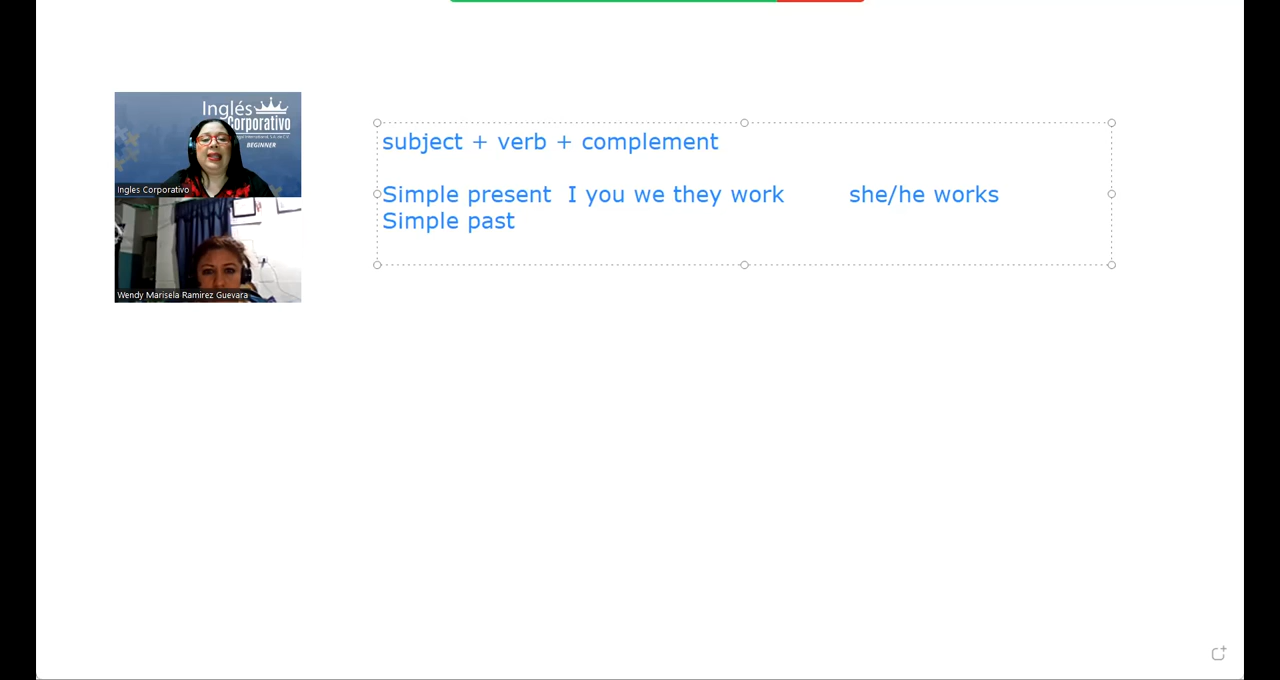 Inglés
Corporativo
BEGINNER
Ingles Corporativo
Wendy Marisela Ramirez Guevara
subject + verb + complement
Simple present I you we they work she/he works
Simple past